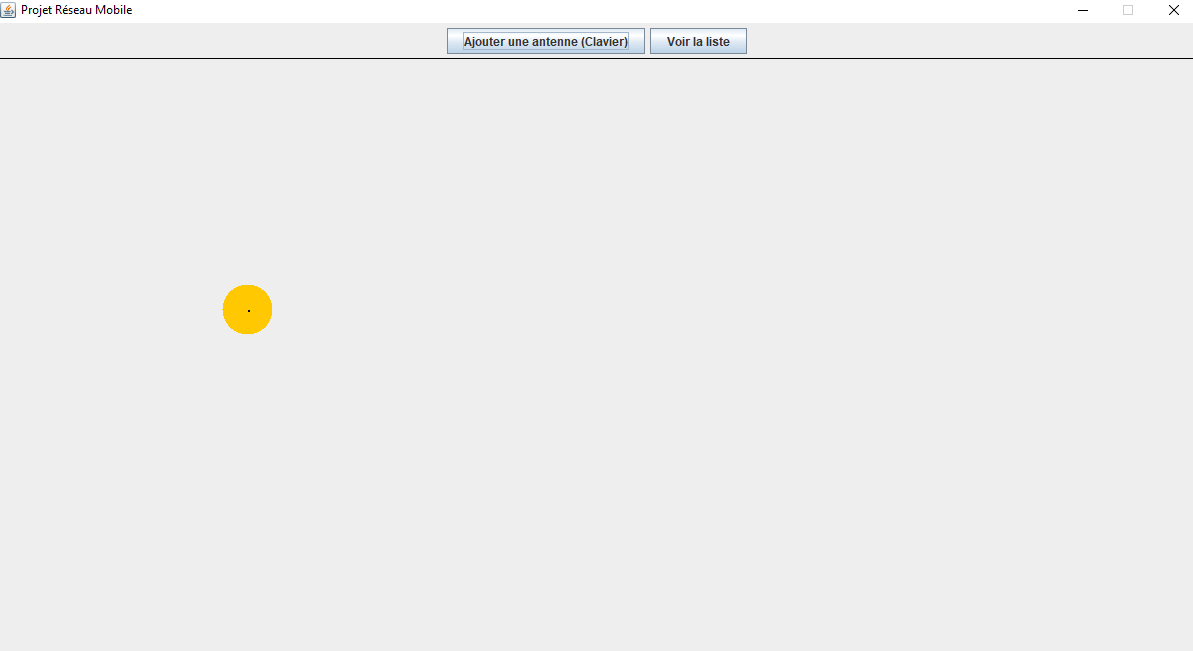 Projet Réseau Mobile
Ajouter une antenne (Clavier) Voir la liste